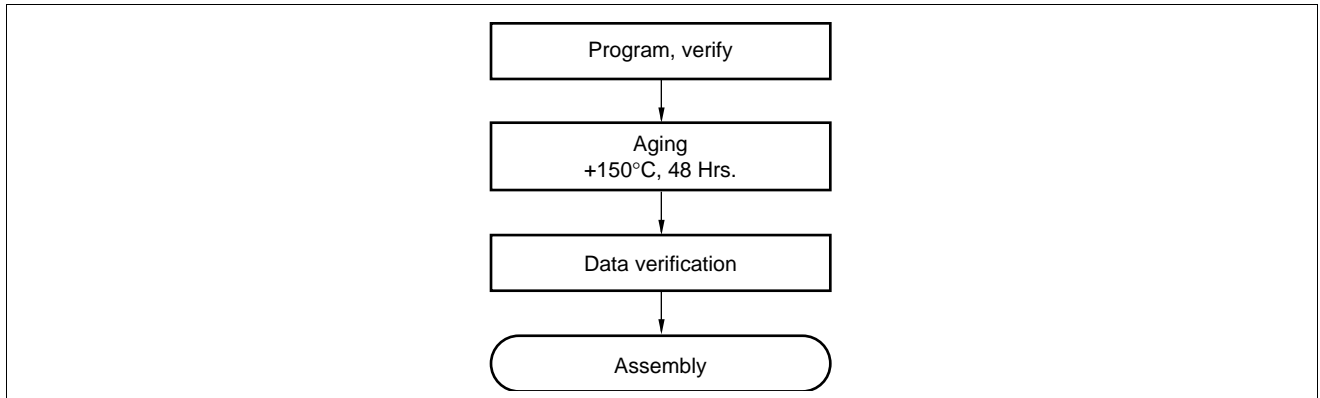 Program, verify
Aging
+150°C, 48 Hrs.
Data verification
Assembly